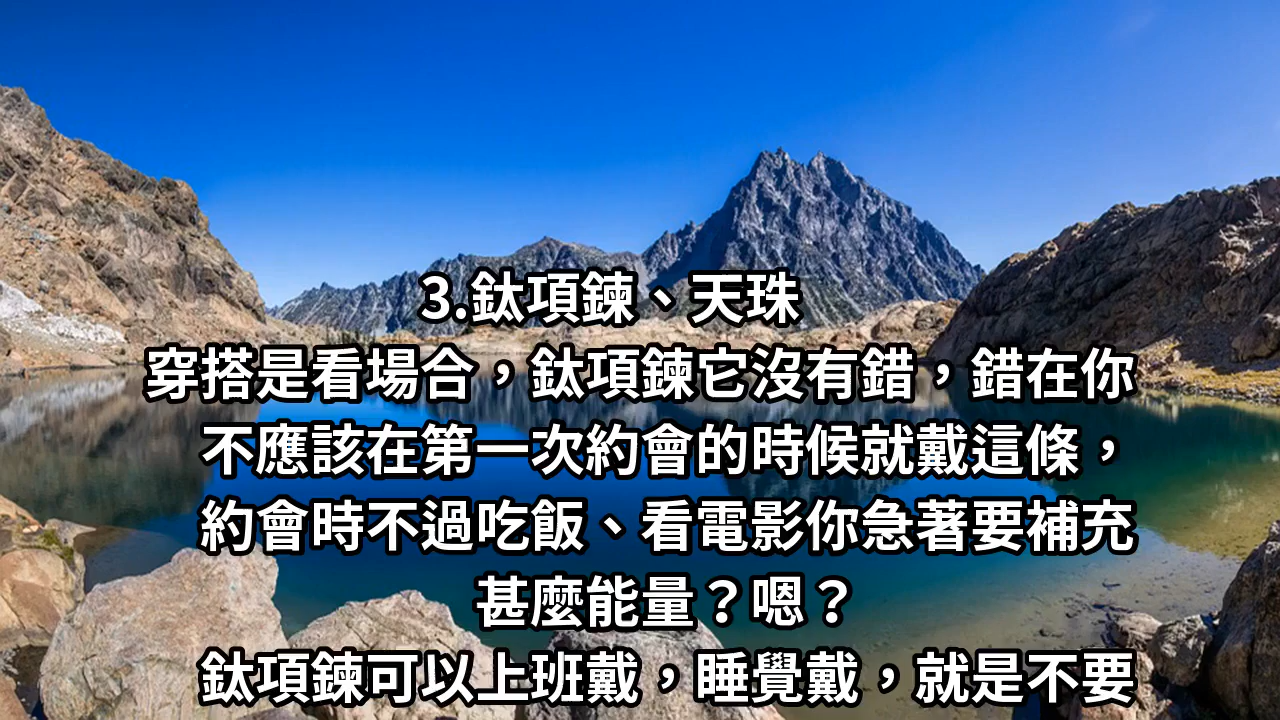 3.鈦項鍊、天珠
穿搭是看場合，鈦項鍊它沒有錯，錯在你
不應該在第一次約會的時候就戴這條，
約會時不過吃飯、看電影你急著要補充
甚麼能量？嗯？
鈦項鍊可以上班戴，睡覺戴，就是不要